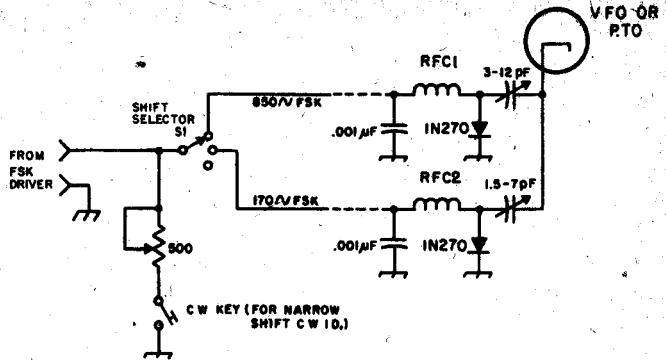 VFO OR
PTO
RFC1
3-12pF
850~FSK
SHIFT
SELECTOR
S1
.001µF
1N270
FROM
FSK
DRIVER
RFC2
1.5-7pF
170~FSK
.001µF
1N270
500
CW KEY (FOR NARROW
SHIFT CW ID.)